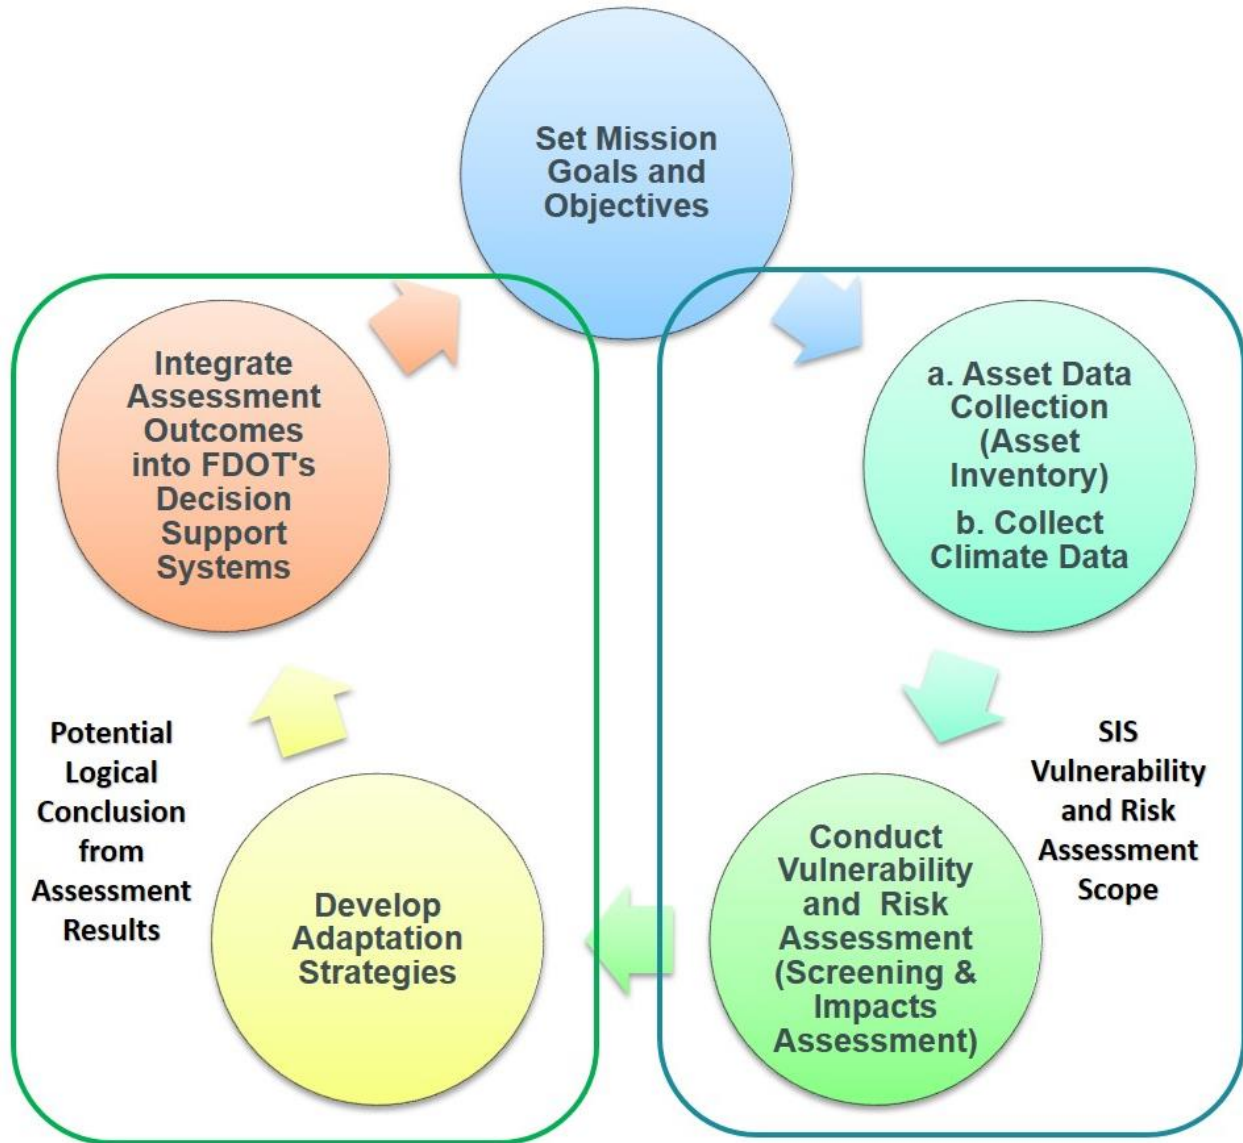 Set Mission
Goals and
Objectives
a. Asset Data
Collection
(Asset
Inventory)
b. Collect
Climate Data
SIS
Vulnerability
and Risk
Assessment
Scope
Conduct
Vulnerability
and Risk
Assessment
(Screening &
Impacts
Assessment)
Develop
Adaptation
Strategies
Potential
Logical
Conclusion
from
Assessment
Results
Integrate
Assessment
Outcomes
into FDOT's
Decision
Support
Systems